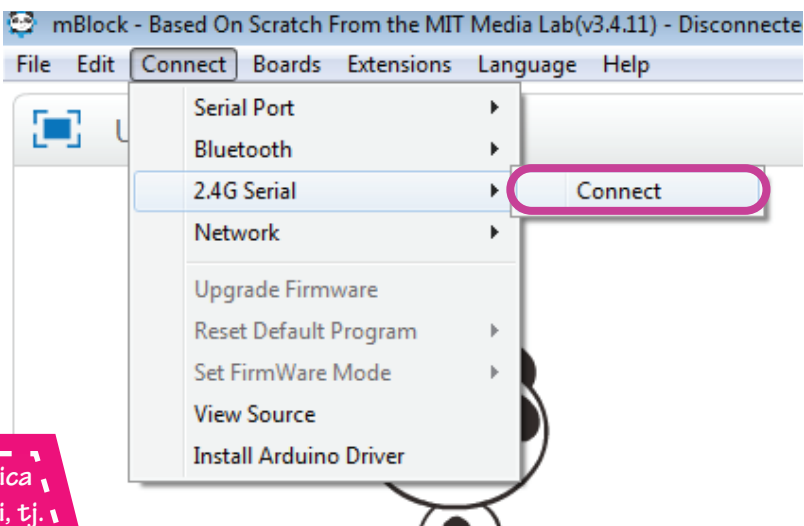 mBlock - Based On Scratch From the MIT Media Lab(v3.4.11) - Disconnecte
File Edit Connect Boards Extensions Language Help
U
Serial Port
Bluetooth
2.4G Serial
Connect
Network
Upgrade Firmware
Reset Default Program
Set FirmWare Mode
View Source
Install Arduino Driver
ica
i, tj.